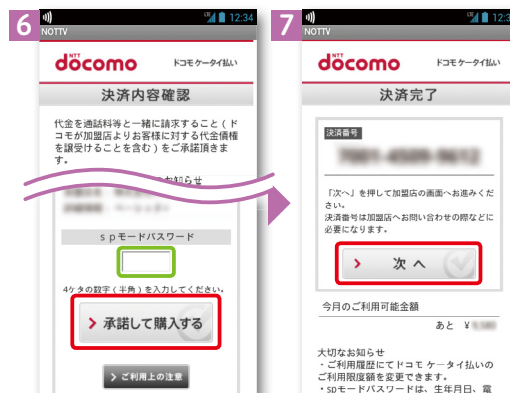 6
12:34
NOTTV
NTT
döcomo
ドコモ ケータイ払い
決済内容確認
代金を通話料等と一緒に請求すること(ド
コモが加盟店よりお客様に対する代金債権
を譲受けることを含む)をご承諾頂きま
す。
お知らせ
spモードパスワード
4ケタの数字(半角)を入力してください。
承諾して購入する
ご利用上の注意
7
12:3
NOTTV
NTT
döcomo
ドコモ ケータイ払
決済完了
決済番号
「次へ」を押して加盟店の画面へお進みくだ
さい。
決済番号は加盟店へお問い合わせの際などに
必要になります。
次 へ
今月のご利用可能金額
あと ¥
大切なお知らせ
・ご利用履歴にてドコモ ケータイ払いの
ご利用限度額を変更できます。
・spモードパスワードは、生年月日、電